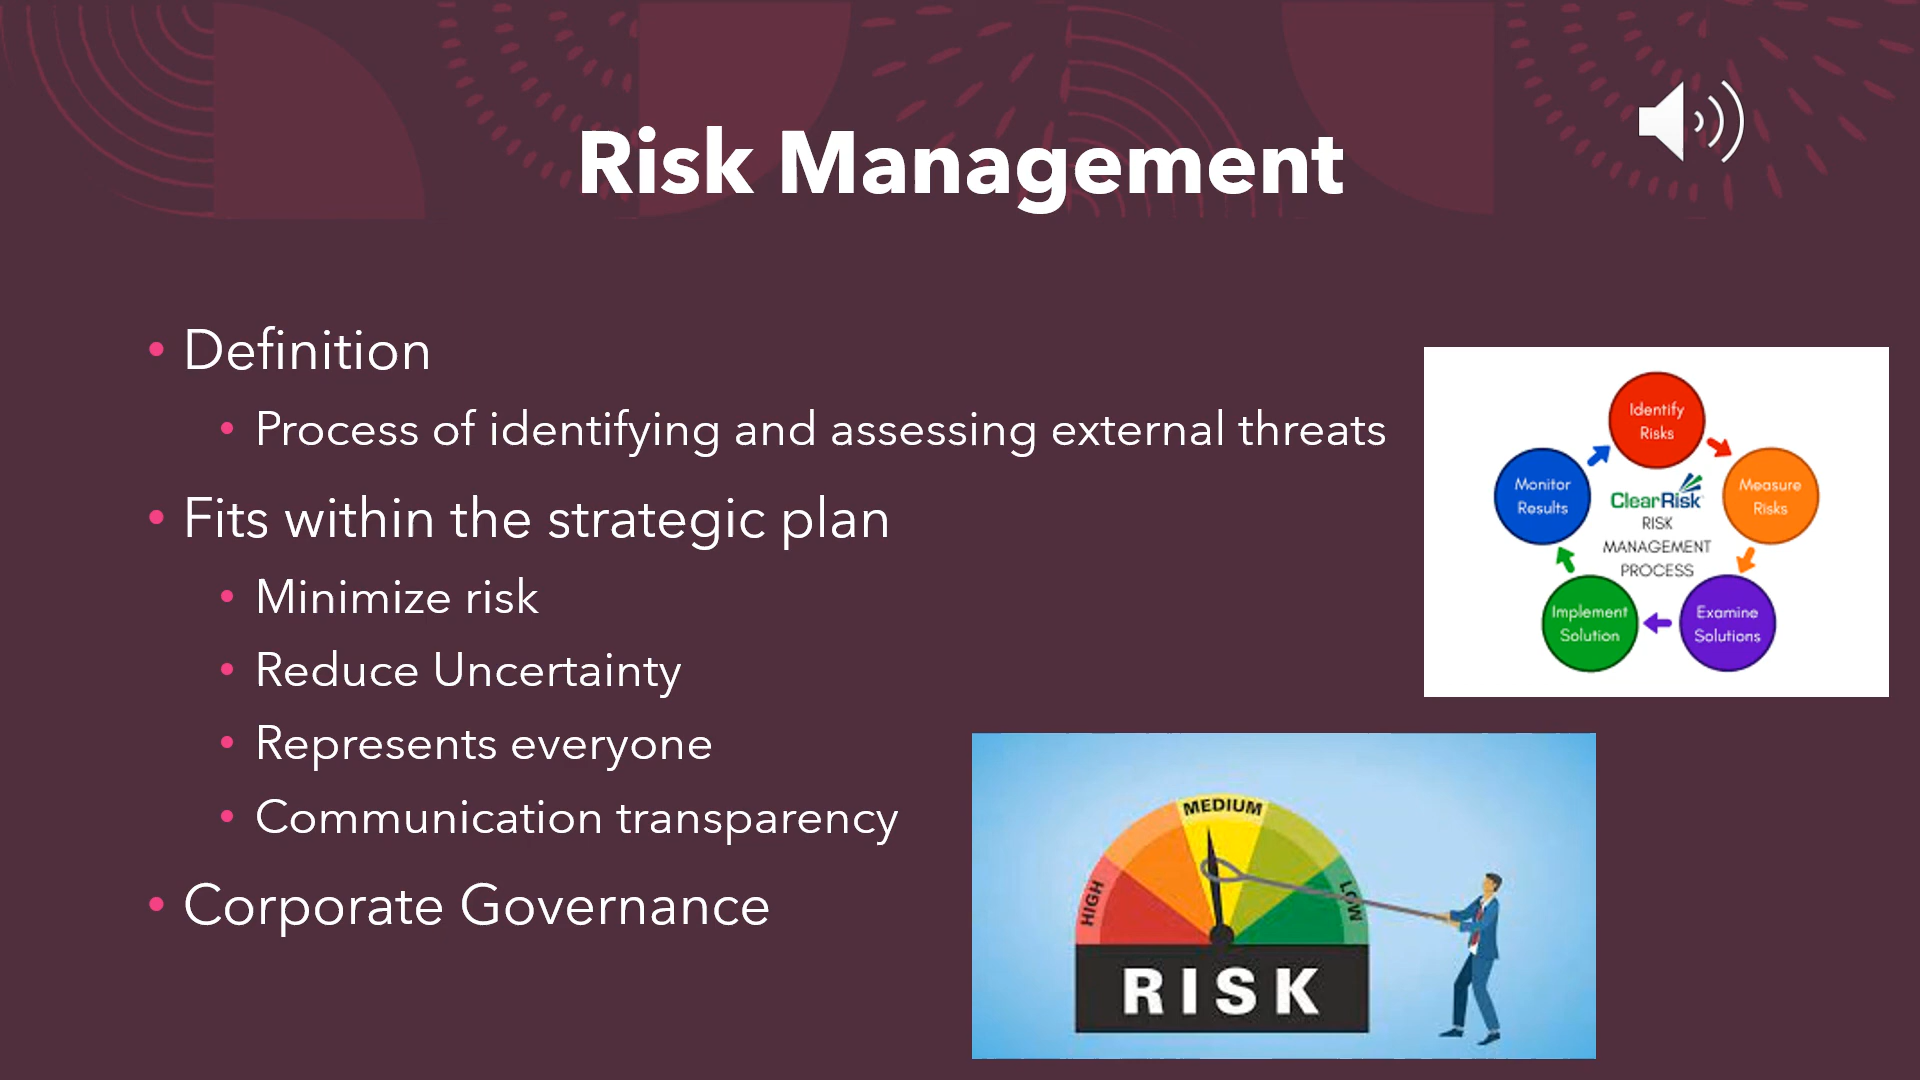 Risk Management
• Definition
• Process of identifying and assessing external threats
• Fits within the strategic plan
• Minimize risk
• Reduce Uncertainty
• Represents everyone
• Communication transparency
• Corporate Governance
Identify
Risks
Measure
Risks
Examine
Solutions
Implement
Solution
Monitor
Results
ClearRisk
RISK
MANAGEMENT
PROCESS
HIGH
MEDIUM
LOW
RISK